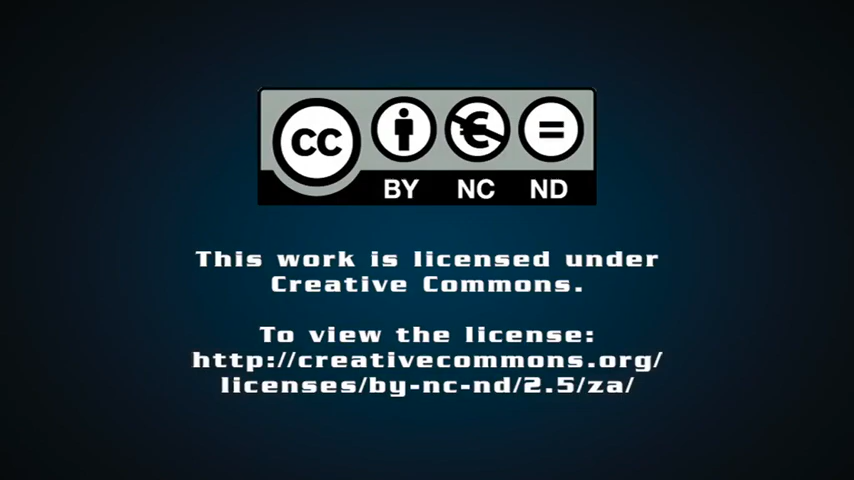 CC
BY NC ND
This work is licensed under
Creative Commons.
To view the license:
http://creativecommons.org/
licenses/by-nc-nd/2.5/za/